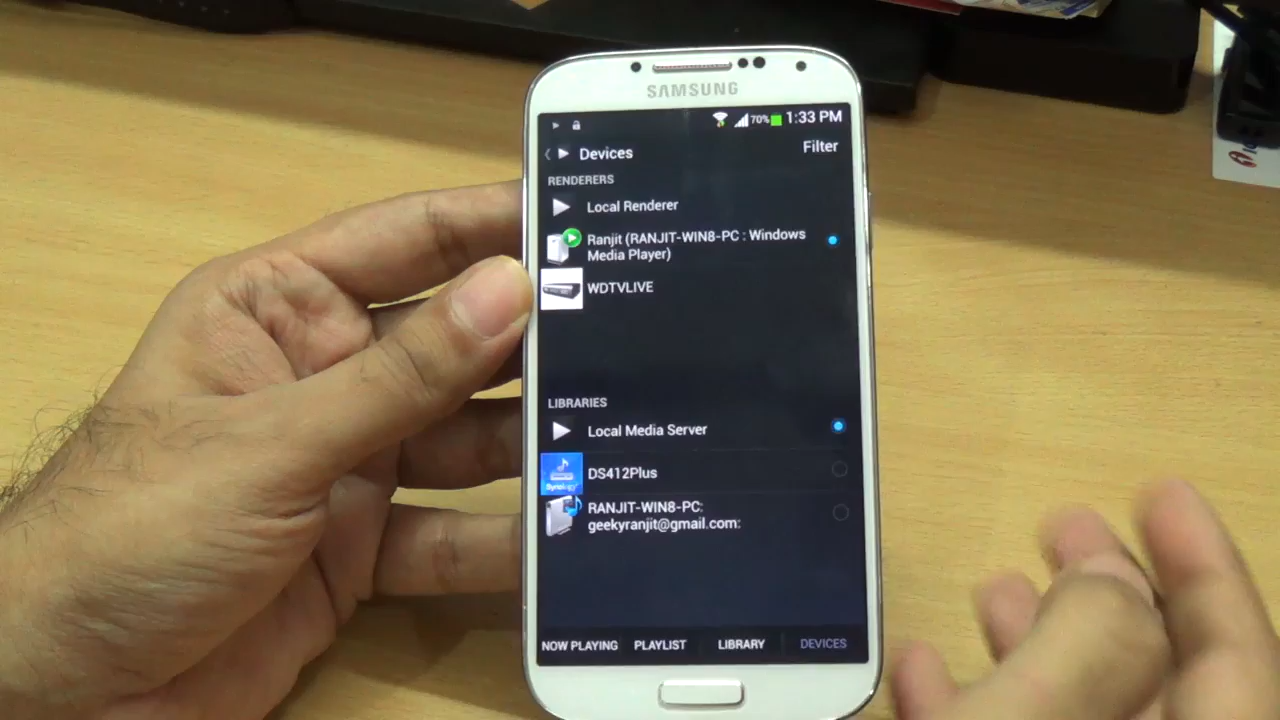 SAMSUNG
70% 1:33 PM
Devices
Filter
RENDERERS
Local Renderer
Ranjit (RANJIT-WIN8-PC : Windows
Media Player)
WDTVLIVE
LIBRARIES
Local Media Server
DS412Plus
Synology
RANJIT-WIN8-PC:
geekyranjit@gmail.com:
NOW PLAYING PLAYLIST LIBRARY DEVICES